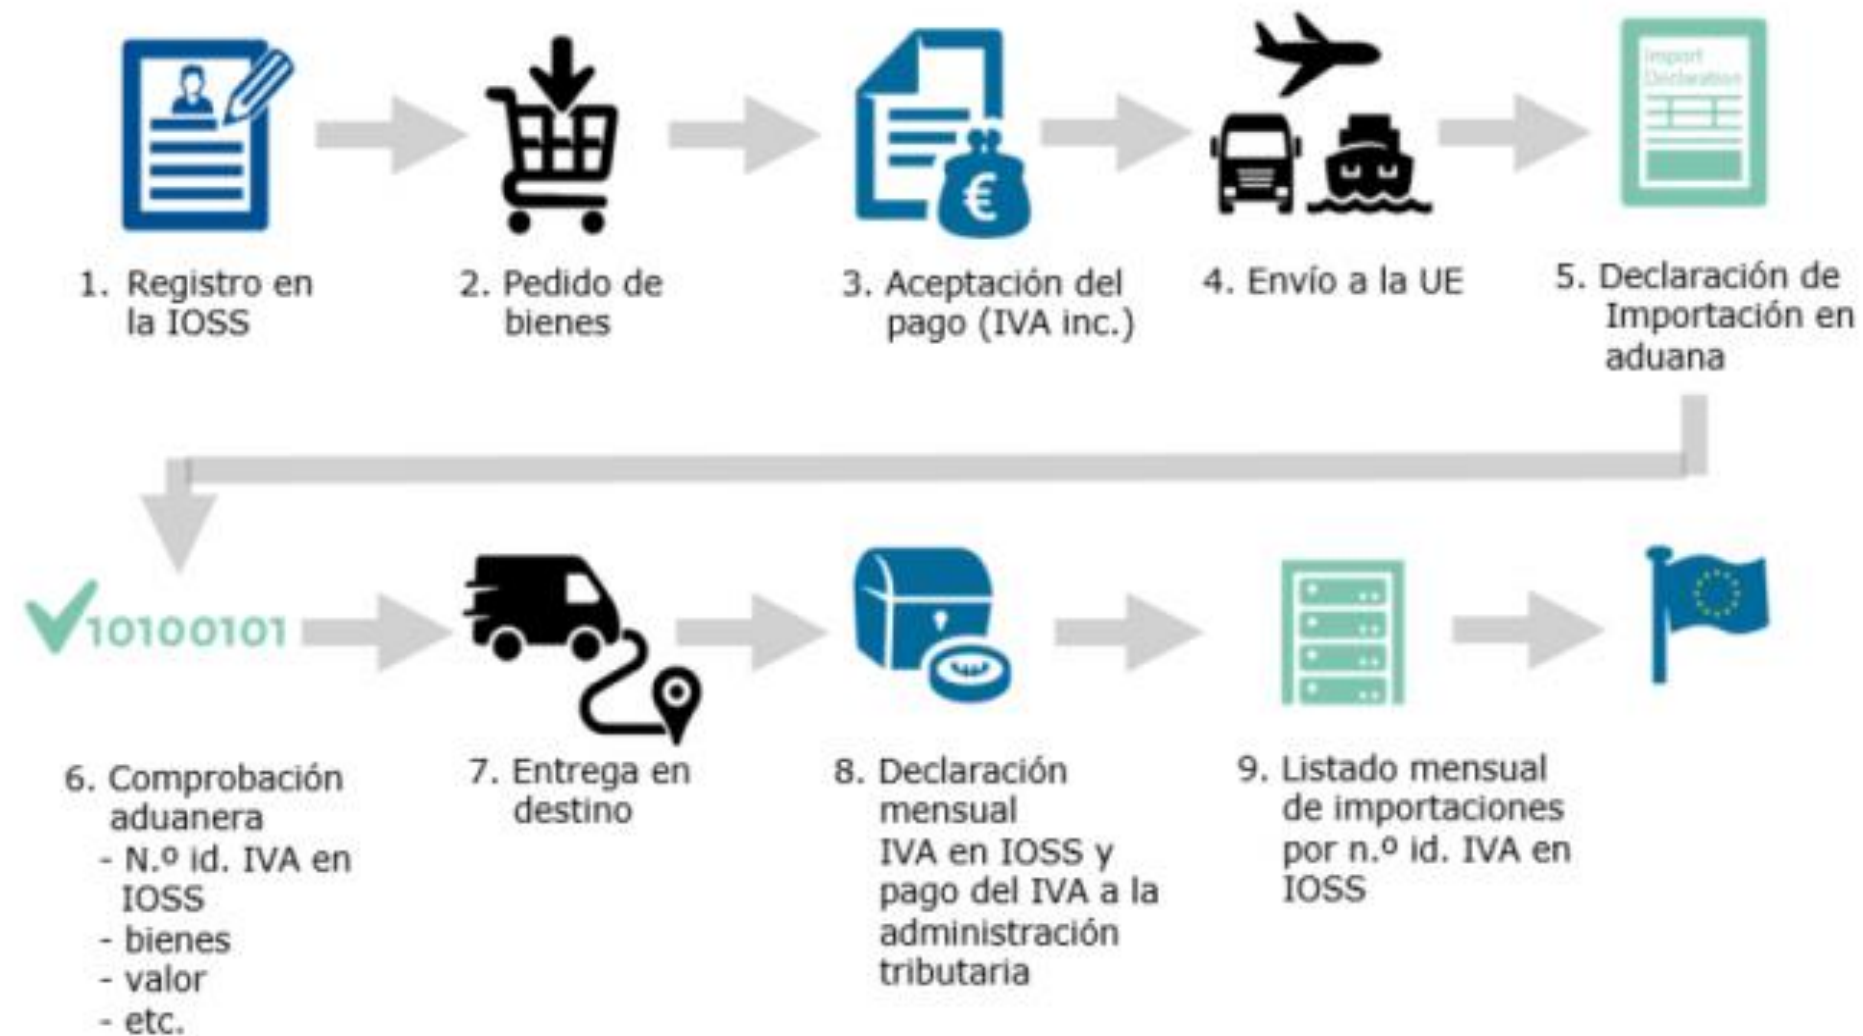 Import
Declaration
1. Registro en
la IOSS
2. Pedido de
bienes
3. Aceptación del
pago (IVA inc.)
€
4. Envío a la UE
5. Declaración de
Importación en
aduana
10100101
6. Comprobación
aduanera
- N.º id. IVA en
IOSS
- bienes
- valor
- etc.
7. Entrega en
destino
8. Declaración
mensual
IVA en IOSS y
pago del IVA a la
administración
tributaria
9. Listado mensual
de importaciones
por n.º id. IVA en
IOSS